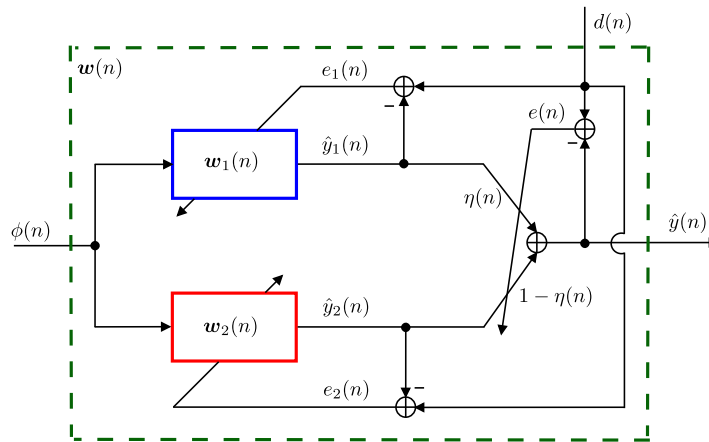 d(n)
w(n)
e₁(n)
e(n)
ŷ₁(n)
w₁(n)
η(n)
ϕ(n)
ŷ(n)
1 − η(n)
ŷ₂(n)
w₂(n)
e₂(n)